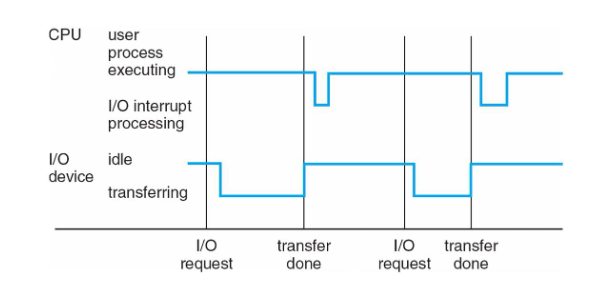 CPU
user
process
executing
I/O interrupt
processing
I/O
device
idle
transferring
I/O
request
transfer
done
I/O
request
transfer
done